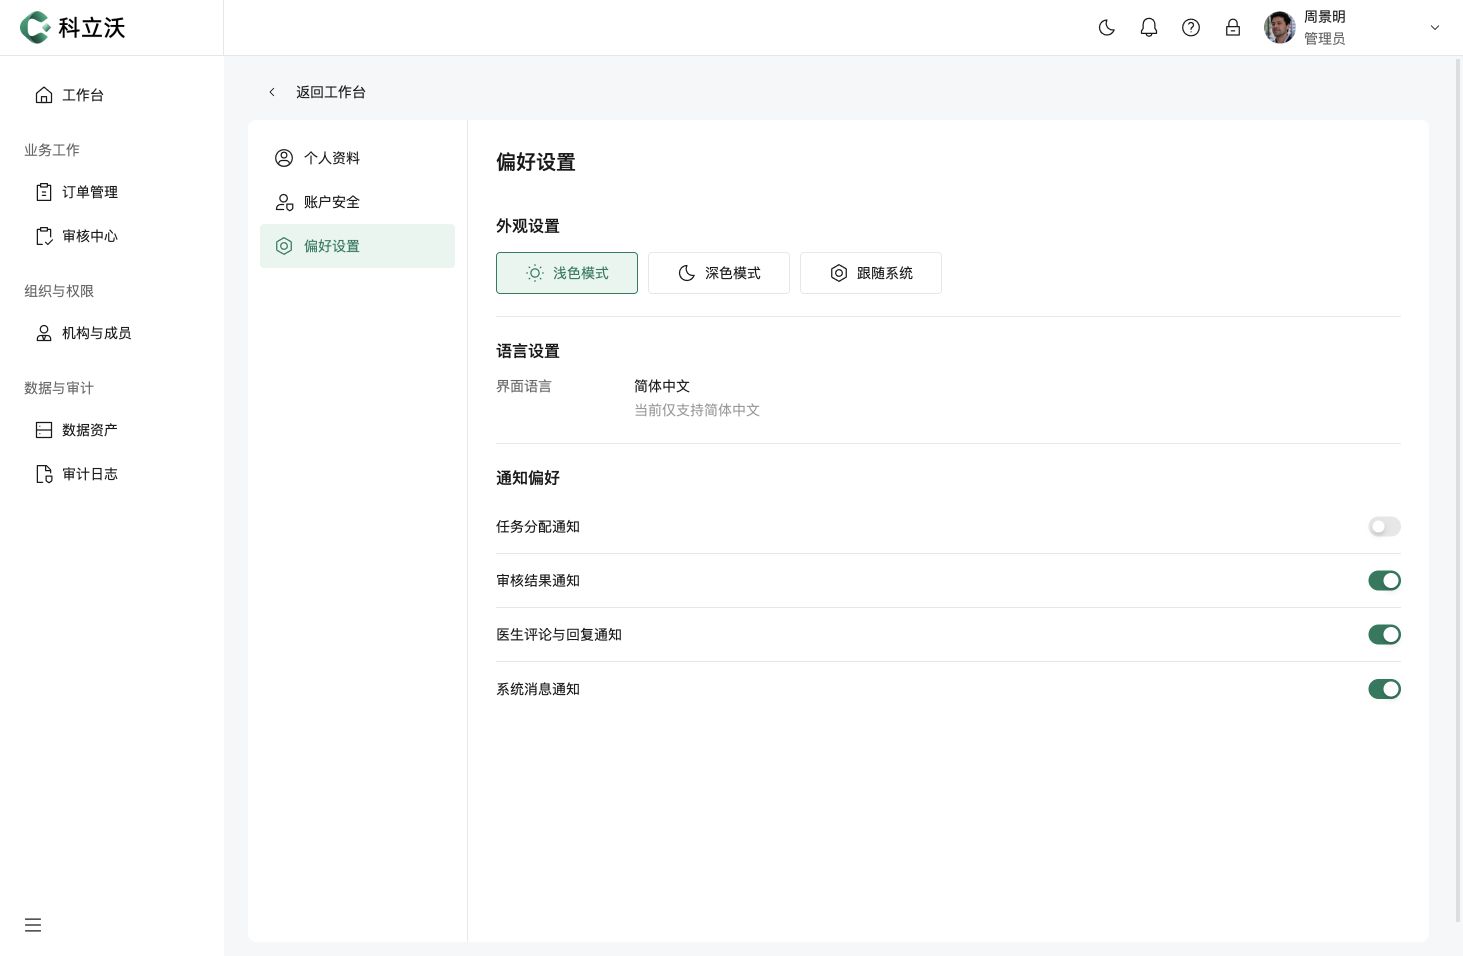 科立沃
周景明
管理员
工作台
业务工作
订单管理
审核中心
组织与权限
机构与成员
数据与审计
数据资产
审计日志
返回工作台
个人资料
账户安全
偏好设置
偏好设置
外观设置
浅色模式
深色模式
跟随系统
语言设置
界面语言
简体中文
当前仅支持简体中文
通知偏好
任务分配通知
审核结果通知
医生评论与回复通知
系统消息通知